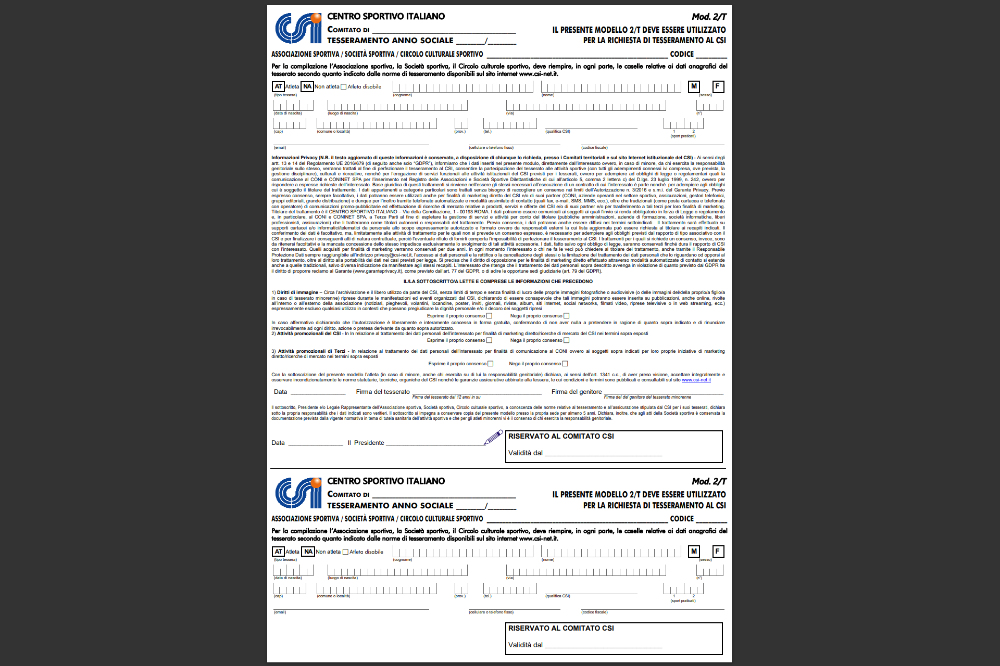 CENTRO SPORTIVO ITALIANO
Mod. 2/T
COMITATO DI ____________________
IL PRESENTE MODELLO 2/T DEVE ESSERE UTILIZZATO
TESSERAMENTO ANNO SOCIALE ________/________
PER LA RICHIESTA DI TESSERAMENTO AL CSI
ASSOCIAZIONE SPORTIVA / SOCIETÀ SPORTIVA / CIRCOLO CULTURALE SPORTIVO ____________________ CODICE ________
Per la compilazione l'Associazione sportiva, la Società sportiva, il Circolo culturale sportivo, deve riempire, in ogni parte, le caselle relative ai dati anagrafici del
tesserato secondo quanto indicato dalle norme di tesseramento disponibili sul sito internet www.csi-net.it.
AT Atleta NA Non atleta □ Atleta disabile M F
(tipo tessera) (cognome) (nome) (sesso)
(data di nascita) (luogo di nascita) (via) (n°)
(cap) (comune o località) (prov.) (tel.) (qualifica CSI) 1 2
(sport praticati)
(email) (cellulare o telefono fisso) (codice fiscale)
Informazioni Privacy (N.B. il testo aggiornato di queste informazioni è conservato, a disposizione di chiunque lo richieda, presso i Comitati territoriali e sul sito Internet istituzionale del CSI) - Ai sensi degli
artt. 13 e 14 del Regolamento UE 2016/679 (di seguito anche solo “GDPR”), informiamo che i dati inseriti nel presente modulo, direttamente dall'interessato ovvero, in caso di minore, da chi esercita la responsabilità
genitoriale sullo stesso, verranno trattati al fine di perfezionare il tesseramento al CSI, consentire la partecipazione del tesserato alle attività sportive (con tutti gli adempimenti connessi ivi compresa, ove prevista, la
gestione disciplinare), culturali e ricreative, nonché per l'erogazione di servizi funzionali alle attività istituzionali del CSI previsti per i tesserati, ovvero per adempiere ad obblighi di legge o regolamentari quali la
comunicazione al CONI e CONINET SPA per l'inserimento nel Registro delle Associazioni e Società Sportive Dilettantistiche di cui all'articolo 5, comma 2 lettera c) del D.lgs. 23 luglio 1999, n. 242, ovvero per
rispondere a espresse richieste dell'interessato. Base giuridica di questi trattamenti si rinviene nell'essere gli stessi necessari all'esecuzione di un contratto di cui l'interessato è parte nonché per adempiere agli obblighi
cui è soggetto il titolare del trattamento. I dati appartenenti a categorie particolari sono trattati senza bisogno di raccogliere un consenso nei limiti dell'Autorizzazione n. 3/2016 e s.m.i. del Garante Privacy. Previo
espresso consenso, sempre facoltativo, i dati potranno essere utilizzati anche per finalità di marketing diretto del CSI e/o di suoi partner (CONI, aziende operanti nel settore sportivo, assicurazioni, gestori telefonici,
gruppi editoriali, grande distribuzione) e dunque per l'inoltro tramite telefonate automatizzate e modalità assimilate di contatto (quali fax, e-mail, SMS, MMS, ecc.), oltre che tradizionali (come posta cartacea e telefonate
con operatore) di comunicazioni promo-pubblicitarie ed effettuazione di ricerche di mercato relative a prodotti, servizi e offerte del CSI e/o di suoi partner e/o per trasferimento a tali terzi per loro finalità di marketing.
Titolare del trattamento è il CENTRO SPORTIVO ITALIANO – Via della Conciliazione, 1 - 00193 ROMA. I dati potranno essere comunicati ai soggetti ai quali l'invio si renda obbligatorio in forza di Legge o regolamento
e, in particolare, al CONI e CONINET SPA, a Terze Parti al fine di espletare la gestione di servizi e attività per conto del titolare (pubbliche amministrazioni, aziende di formazione, società informatiche, liberi
professionisti, assicurazioni) che li tratteranno come titolari autonomi o responsabili del trattamento. Previo consenso, i dati potranno anche essere diffusi nei termini sottoindicati. Il trattamento sarà effettuato su
supporti cartacei e/o informatici/telematici da personale allo scopo espressamente autorizzato e formato ovvero da responsabili esterni la cui lista aggiornata può essere richiesta al titolare ai recapiti indicati. Il
conferimento dei dati è facoltativo, ma, limitatamente alle attività di trattamento per le quali non si prevede un consenso espresso, è necessario per adempiere agli obblighi previsti dal rapporto di tipo associativo con il
CSI e per finalizzare i conseguenti atti di natura contrattuale, perciò l'eventuale rifiuto di fornirli comporta l'impossibilità di perfezionare il tesseramento al CSI. I trattamenti per i quali si richiede un consenso, invece, sono
da ritenersi facoltativi e la mancata concessione dello stesso impedisce esclusivamente lo svolgimento di tali attività accessorie. I dati, fatto salvo ogni obbligo di legge, saranno conservati finché dura il rapporto di CSI
con l'interessato. Quelli acquisiti per finalità di marketing verranno conservati per due anni. In ogni momento l'interessato o chi ne fa le veci può chiedere al titolare del trattamento, anche tramite il Responsabile
Protezione Dati sempre raggiungibile all'indirizzo privacy@csi-net.it, l'accesso ai dati personali e la rettifica o la cancellazione degli stessi o la limitazione del trattamento dei dati personali che lo riguardano od opporsi al
loro trattamento, oltre al diritto alla portabilità dei dati nei casi previsti per legge. Si precisa che il diritto di opposizione per le finalità di marketing diretto effettuato attraverso modalità automatizzate di contatto si estende
anche a quelle tradizionali, salvo diversa indicazione da manifestare agli stessi recapiti. L'interessato che ritenga che il trattamento dei dati personali sopra descritto avvenga in violazione di quanto previsto dal GDPR ha
il diritto di proporre reclamo al Garante (www.garanteprivacy.it), come previsto dall'art. 77 del GDPR, o di adire le opportune sedi giudiziarie (art. 79 del GDPR).
IL/LA SOTTOSCRITTO/A LETTE E COMPRESE LE INFORMAZIONI CHE PRECEDONO
1) Diritti di immagine – Circa l'archiviazione e il libero utilizzo da parte del CSI, senza limiti di tempo e senza finalità di lucro delle proprie immagini fotografiche o audiovisive (o delle immagini del/della proprio/a figlio/a
in caso di tesserato minorenne) riprese durante le manifestazioni ed eventi organizzati dal CSI, dichiarando di essere consapevole che tali immagini potranno essere inserite su pubblicazioni, anche online, rivolte
all'interno o all'esterno della associazione (notiziari, pieghevoli, volantini, locandine, poster, inviti, giornali, riviste, album, siti internet, social networks, filmati video, riprese televisive o in web streaming, ecc.)
espressamente escluso qualsiasi utilizzo in contesti che possano pregiudicare la dignità personale e/o il decoro dei soggetti ripresi
Esprime il proprio consenso □ Nega il proprio consenso □
In caso affermativo dichiarando che l'autorizzazione è liberamente e interamente concessa in forma gratuita, confermando di non aver nulla a pretendere in ragione di quanto sopra indicato e di rinunciare
irrevocabilmente ad ogni diritto, azione o pretesa derivante da quanto sopra autorizzato.
2) Attività promozionali del CSI - In In relazione al trattamento dei dati personali dell'interessato per finalità di marketing diretto/ricerche di mercato del CSI nei termini sopra esposti
Esprime il proprio consenso □ Nega il proprio consenso □
3) Attività promozionali di Terzi - In relazione al trattamento dei dati personali dell'interessato per finalità di comunicazione al CONI ovvero ai soggetti sopra indicati per loro proprie iniziative di marketing
diretto/ricerche di mercato nei termini sopra esposti
Esprime il proprio consenso □ Nega il proprio consenso □
Con la sottoscrizione del presente modello l'atleta (in caso di minore, anche chi esercita su di lui la responsabilità genitoriale) dichiara, ai sensi dell'art. 1341 c.c., di aver preso visione, accettare integralmente e
osservare incondizionatamente le norme statutarie, tecniche, organiche del CSI nonché le garanzie assicurative abbinate alla tessera, le cui condizioni e termini sono pubblicati e consultabili sul sito www.csi-net.it
Data ____________ Firma del tesserato ____________________ Firma del genitore ____________________
Firma del tesserato dai 12 anni in su Firma del del genitore del tesserato minorenne
Il sottoscritto, Presidente e/o Legale Rappresentante dell'Associazione sportiva, Società sportiva, Circolo culturale sportivo, a conoscenza delle norme relative al tesseramento e all'assicurazione stipulata dal CSI per i suoi tesserati, dichiara
sotto la propria responsabilità che i dati indicati sono veritieri. Il sottoscritto si impegna a conservare copia del presente modello presso la propria sede per almeno 5 anni. Dichiara, inoltre, che agli atti della Società sportiva è conservata la
documentazione prevista dalla vigente normativa in tema di tutela sanitaria dell'attività sportiva e che per gli atleti minorenni vi è il consenso di chi esercita la responsabilità genitoriale.
RISERVATO AL COMITATO CSI
Data ____________ Il Presidente ____________________
Validità dal ____________________
CENTRO SPORTIVO ITALIANO
Mod. 2/T
COMITATO DI ____________________
IL PRESENTE MODELLO 2/T DEVE ESSERE UTILIZZATO
TESSERAMENTO ANNO SOCIALE ________/________
PER LA RICHIESTA DI TESSERAMENTO AL CSI
ASSOCIAZIONE SPORTIVA / SOCIETÀ SPORTIVA / CIRCOLO CULTURALE SPORTIVO ____________________ CODICE ________
Per la compilazione l'Associazione sportiva, la Società sportiva, il Circolo culturale sportivo, deve riempire, in ogni parte, le caselle relative ai dati anagrafici del
tesserato secondo quanto indicato dalle norme di tesseramento disponibili sul sito internet www.csi-net.it.
AT Atleta NA Non atleta □ Atleta disabile M F
(tipo tessera) (cognome) (nome) (sesso)
(data di nascita) (luogo di nascita) (via) (n°)
(cap) (comune o località) (prov.) (tel.) (qualifica CSI) 1 2
(sport praticati)
(email) (cellulare o telefono fisso) (codice fiscale)
RISERVATO AL COMITATO CSI
Validità dal ____________________